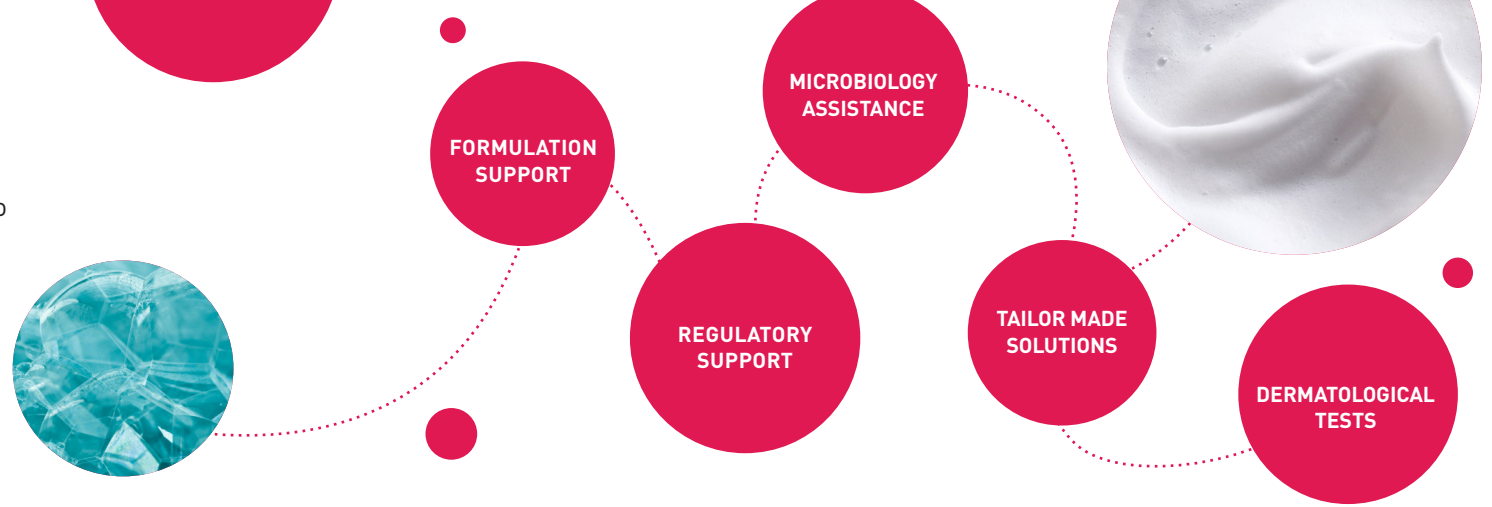 FORMULATION
SUPPORT
REGULATORY
SUPPORT
MICROBIOLOGY
ASSISTANCE
TAILOR MADE
SOLUTIONS
DERMATOLOGICAL
TESTS